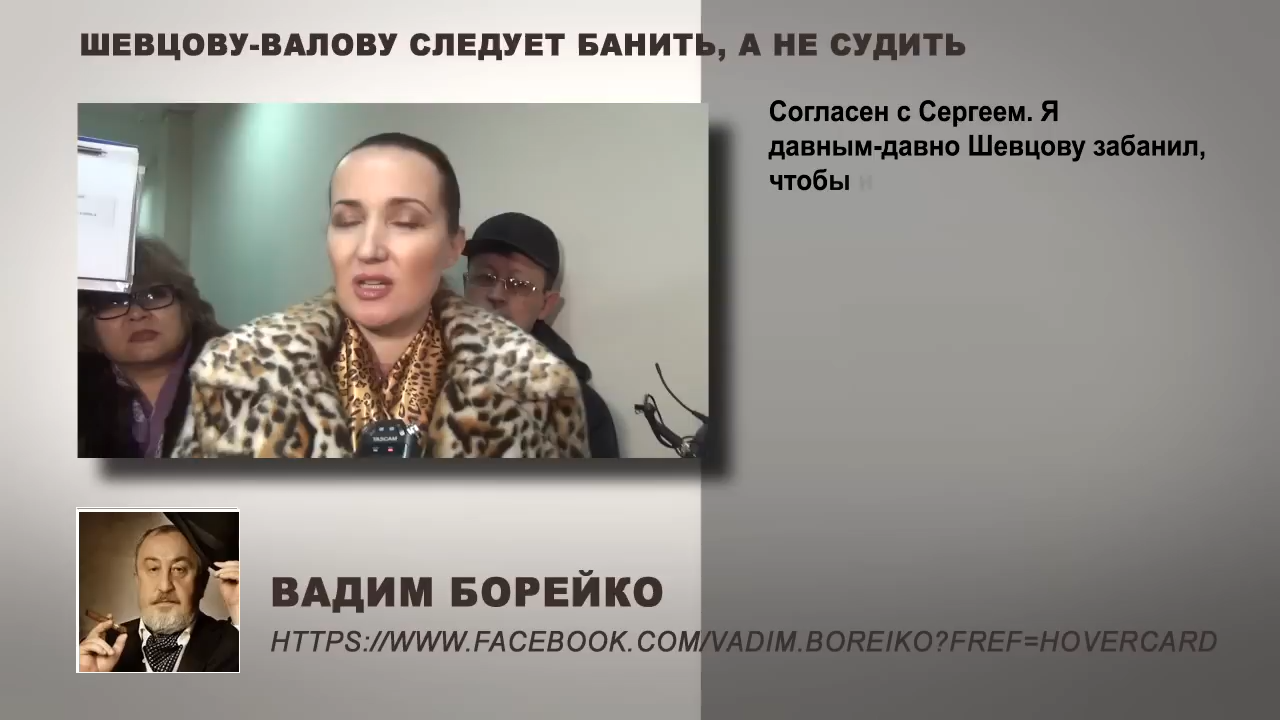 ШЕВЦОВУ-ВАЛОВУ СЛЕДУЕТ БАНИТЬ, А НЕ СУДИТЬ
Согласен с Сергеем. Я
давным-давно Шевцову забанил,
чтобы н
TASCAM
ВАДИМ БОРЕЙКО
HTTPS://WWW.FACEBOOK.COM/VADIM.BOREIKO?FREF=HOVERCARD